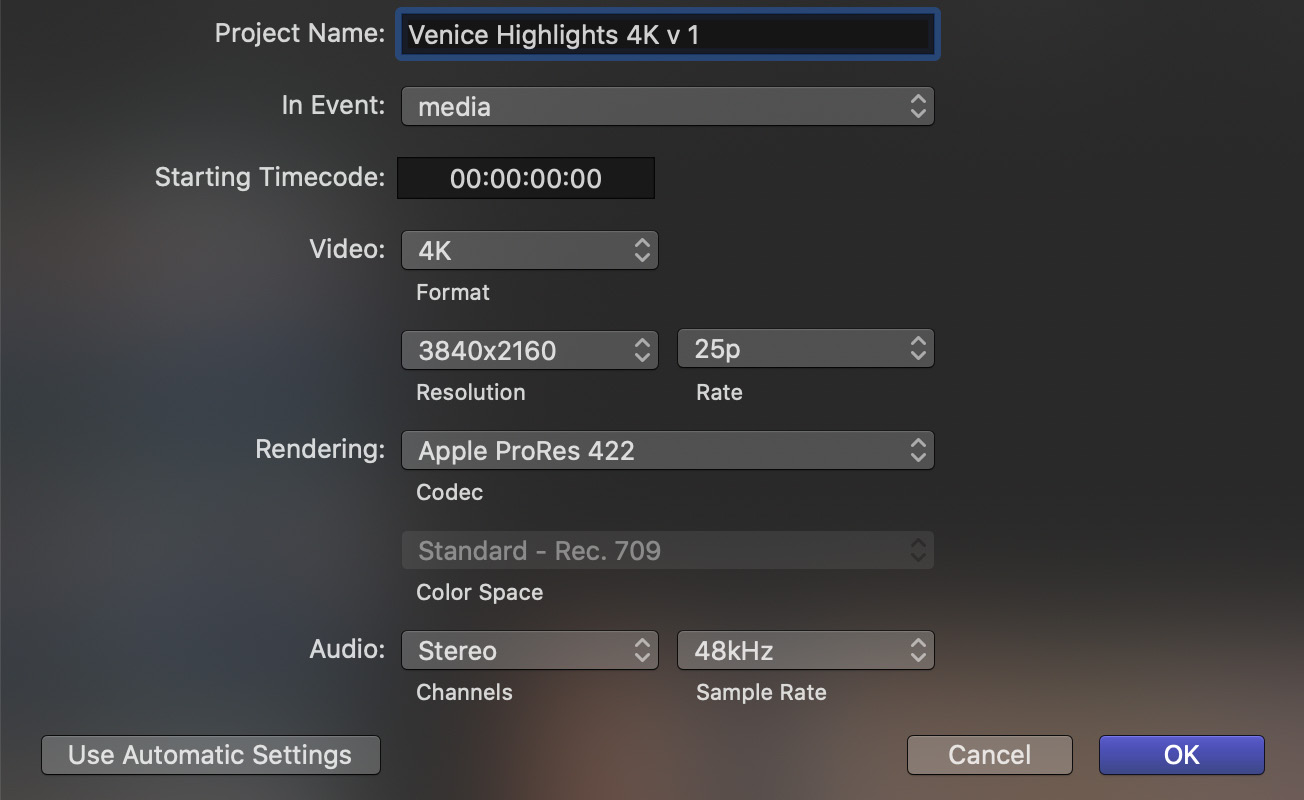 Project Name: Venice Highlights 4K v 1
In Event: media
Starting Timecode: 00:00:00:00
Video: 4K
Format
3840x2160 25p
Resolution Rate
Rendering: Apple ProRes 422
Codec
Standard - Rec. 709
Color Space
Audio: Stereo 48kHz
Channels Sample Rate
Use Automatic Settings Cancel OK